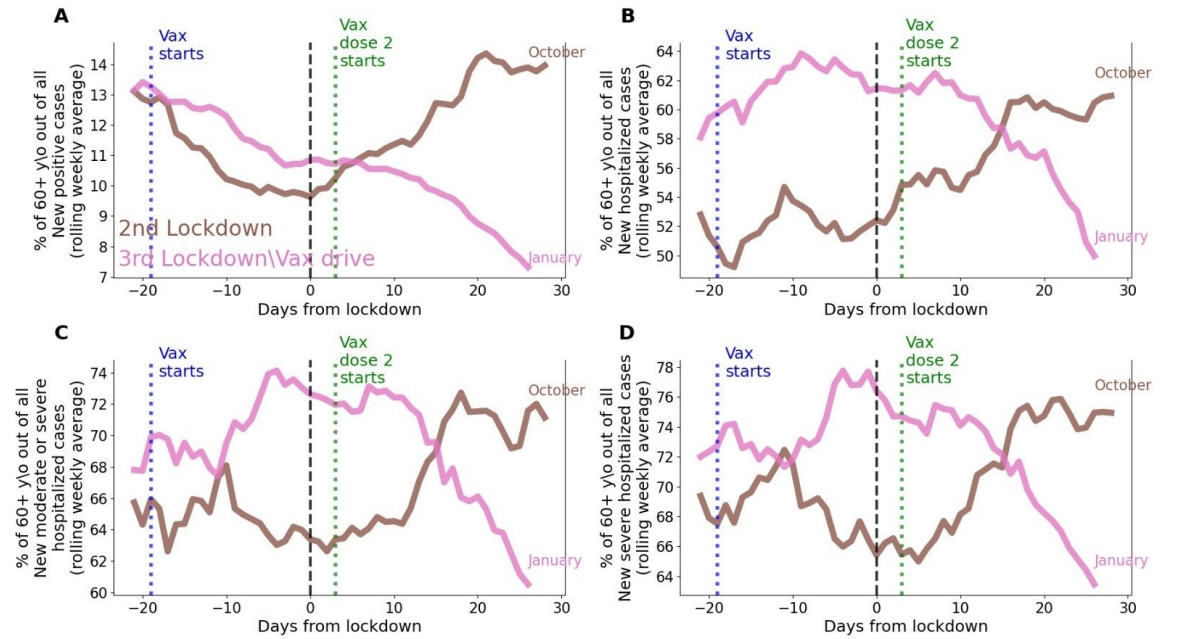 A
% of 60+ y\o out of all
New positive cases
(rolling weekly average)
14
13
12
11
10
9
8
7
Vax
starts
Vax
dose 2
starts
October
2nd Lockdown
3rd Lockdown\Vax drive
January
−20
−10
0
10
20
30
Days from lockdown
B
% of 60+ y\o out of all
New hospitalized cases
(rolling weekly average)
64
62
60
58
56
54
52
50
Vax
starts
Vax
dose 2
starts
October
January
−20
−10
0
10
20
30
Days from lockdown
C
% of 60+ y\o out of all
New moderate or severe
hospitalized cases
(rolling weekly average)
74
72
70
68
66
64
62
60
Vax
starts
Vax
dose 2
starts
October
January
−20
−10
0
10
20
30
Days from lockdown
D
% of 60+ y\o out of all
New severe hospitalized cases
(rolling weekly average)
78
76
74
72
70
68
66
64
Vax
starts
Vax
dose 2
starts
October
January
−20
−10
0
10
20
30
Days from lockdown